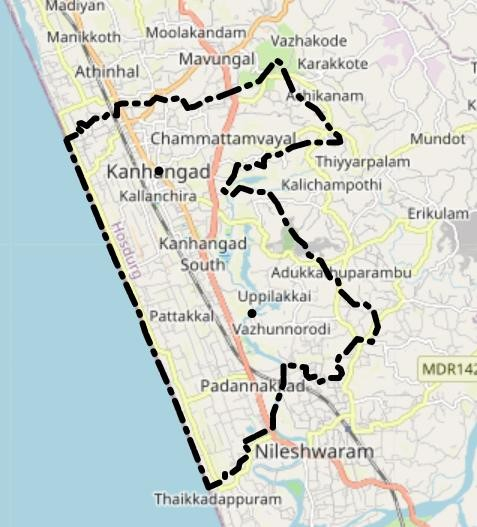 Madiyan
Manikkoth
Moolakandam
Vazhakode
Mavungal
Karakkote
Athinhal
Adhikanam
Chammattamvayal
Mundot
Thiyyarpalam
Kanhangad
Kalichampothi
Kallanchira
Erikulam
Hosdurg
Kanhangad
South
Adukkathuparambu
Uppilakkai
Pattakkal
Vazhunnorodi
MDR142
Padannakkad
Nileshwaram
Thaikkadappuram